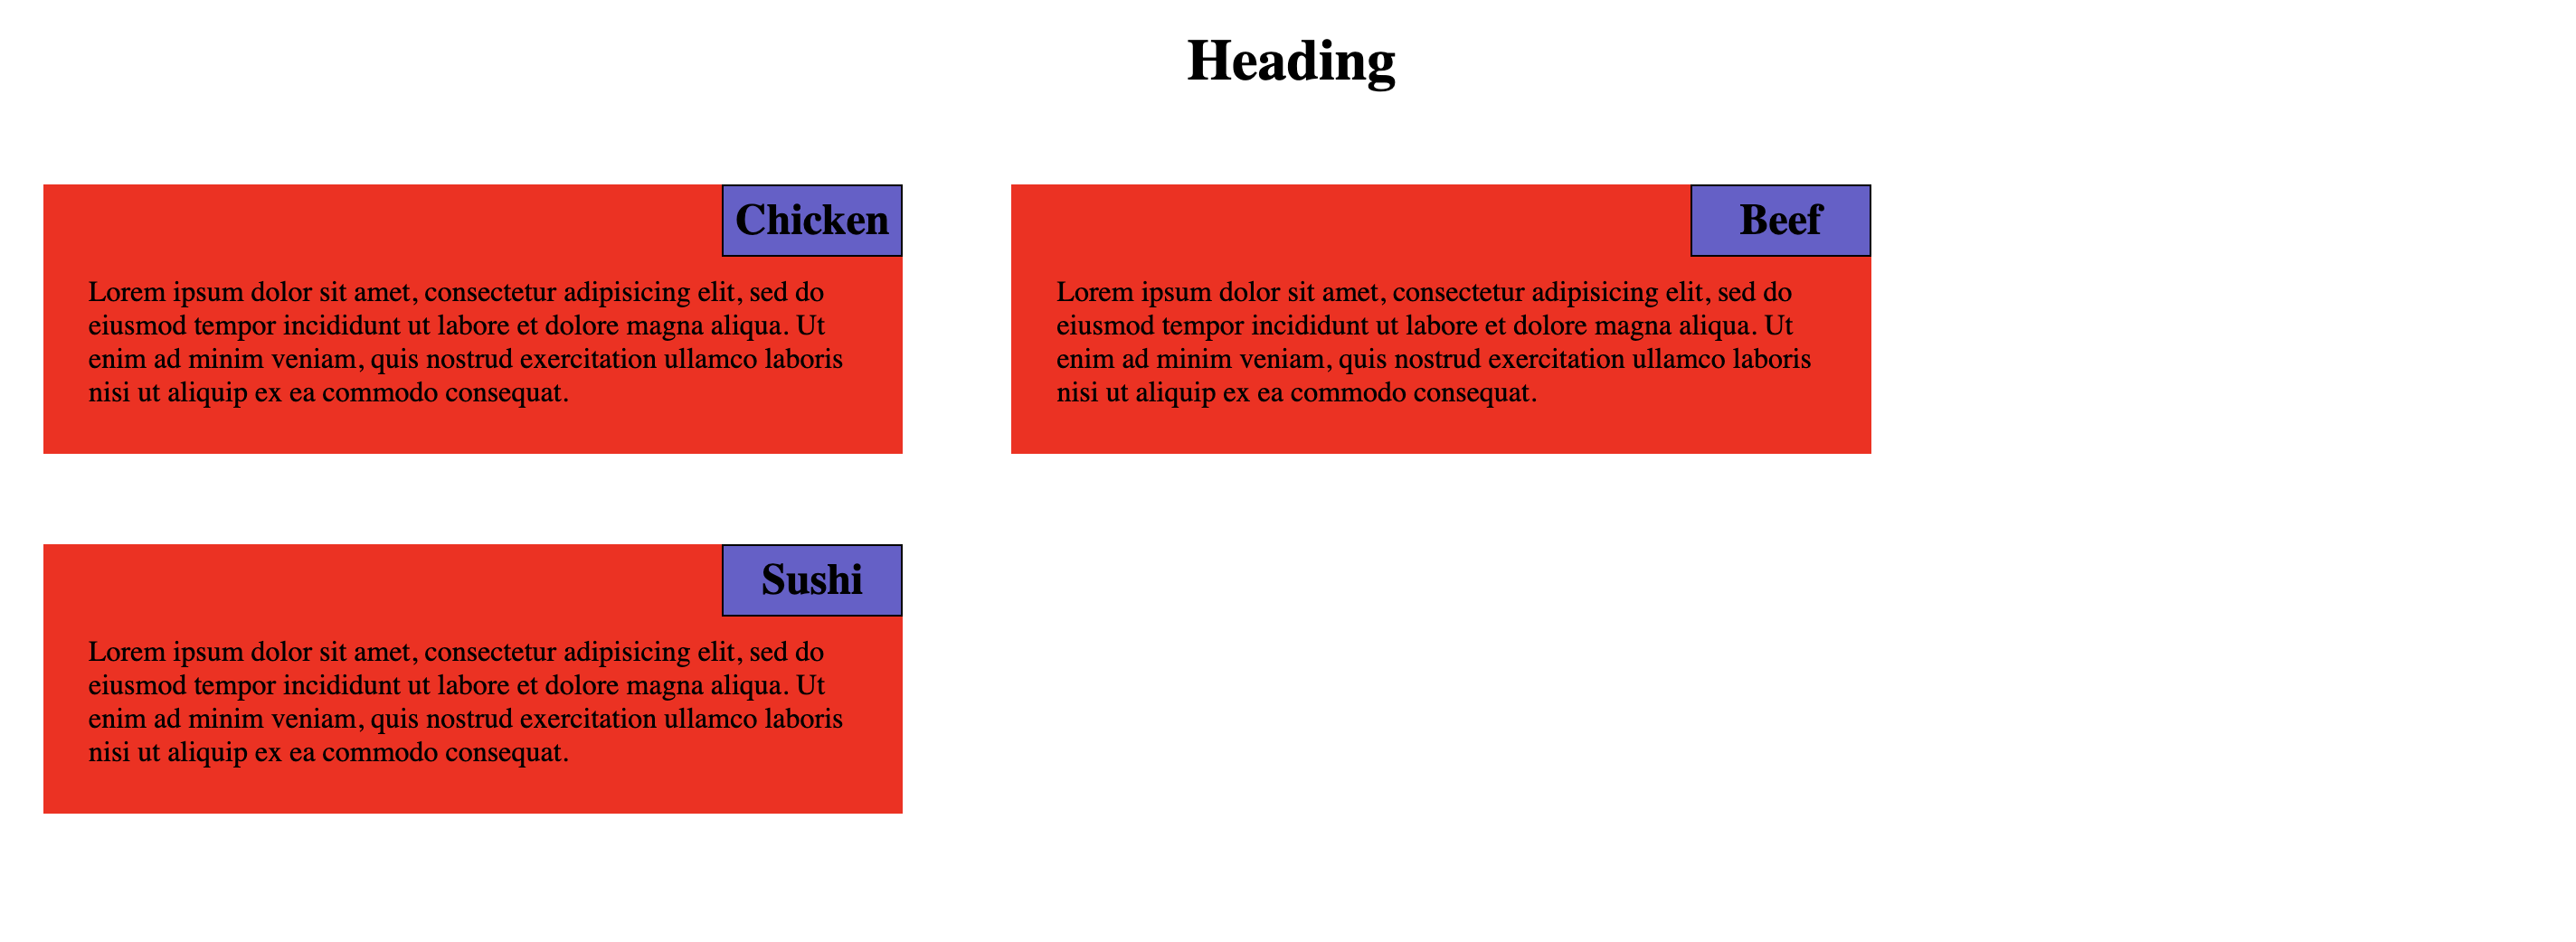 Heading
Chicken
Lorem ipsum dolor sit amet, consectetur adipisicing elit, sed do
eiusmod tempor incididunt ut labore et dolore magna aliqua. Ut
enim ad minim veniam, quis nostrud exercitation ullamco laboris
nisi ut aliquip ex ea commodo consequat.
Beef
Lorem ipsum dolor sit amet, consectetur adipisicing elit, sed do
eiusmod tempor incididunt ut labore et dolore magna aliqua. Ut
enim ad minim veniam, quis nostrud exercitation ullamco laboris
nisi ut aliquip ex ea commodo consequat.
Sushi
Lorem ipsum dolor sit amet, consectetur adipisicing elit, sed do
eiusmod tempor incididunt ut labore et dolore magna aliqua. Ut
enim ad minim veniam, quis nostrud exercitation ullamco laboris
nisi ut aliquip ex ea commodo consequat.